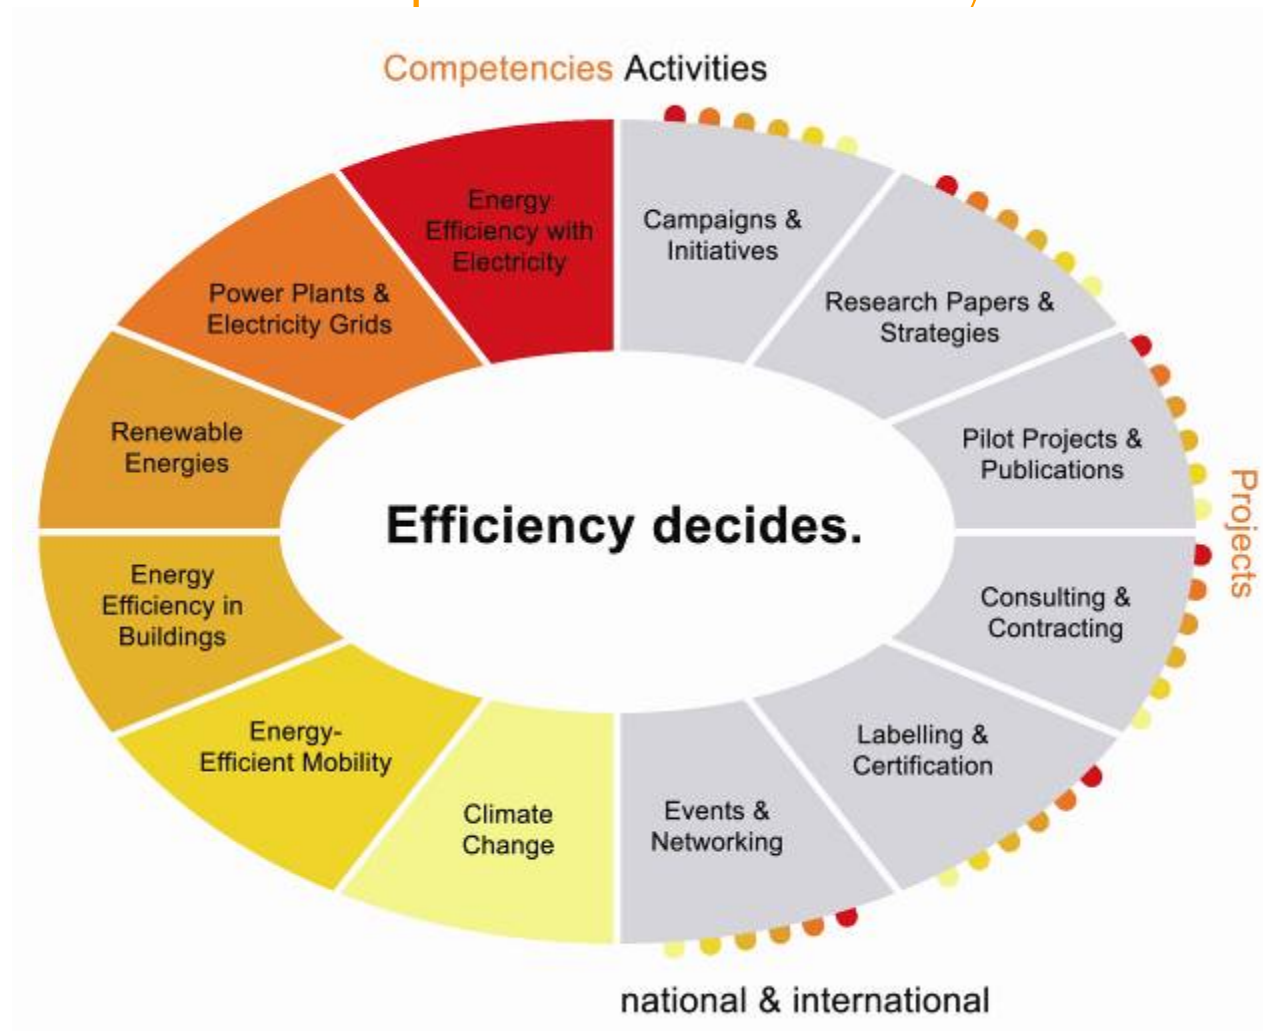 Competencies Activities
Energy
Efficiency with
Electricity
Campaigns &
Initiatives
Power Plants &
Electricity Grids
Research Papers &
Strategies
Renewable
Energies
Pilot Projects &
Publications
Projects
Efficiency decides.
Energy
Efficiency in
Buildings
Consulting &
Contracting
Energy-
Efficient Mobility
Labelling &
Certification
Climate
Change
Events &
Networking
national & international